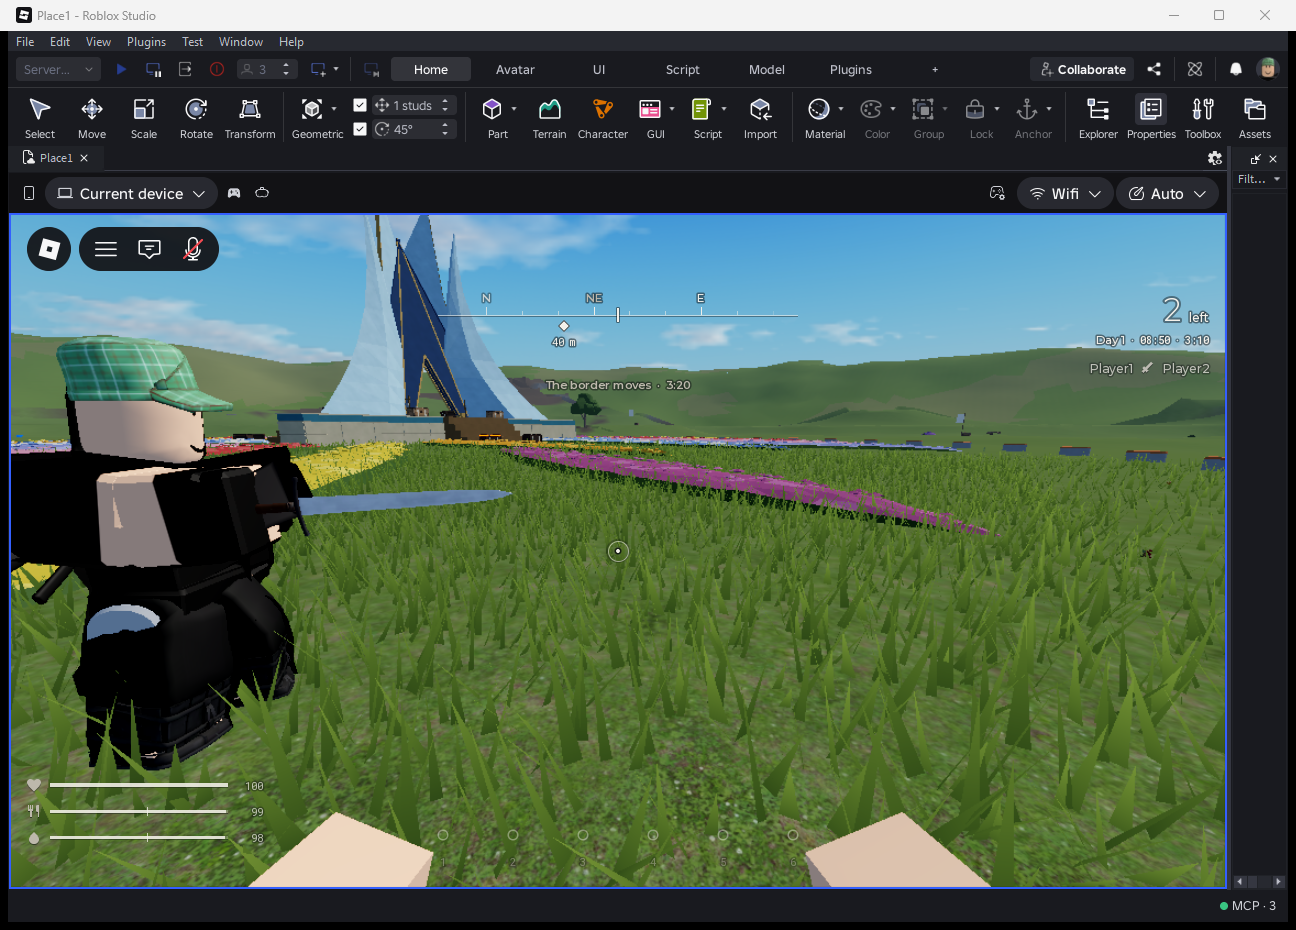 Place1 - Roblox Studio
File Edit View Plugins Test Window Help
Server... 3 Home Avatar UI Script Model Plugins + Collaborate
1 studs
45°
Select Move Scale Rotate Transform Geometric Part Terrain Character GUI Script Import Material Color Group Lock Anchor Explorer Properties Toolbox Assets
Place1
Filt...
Current device Wifi Auto
N NE E
40 m
2 left
Day1 · 08:50 · 3:10
Player1 Player2
The border moves · 3:20
100
99
98
1 2 3 4 5 6
MCP · 3